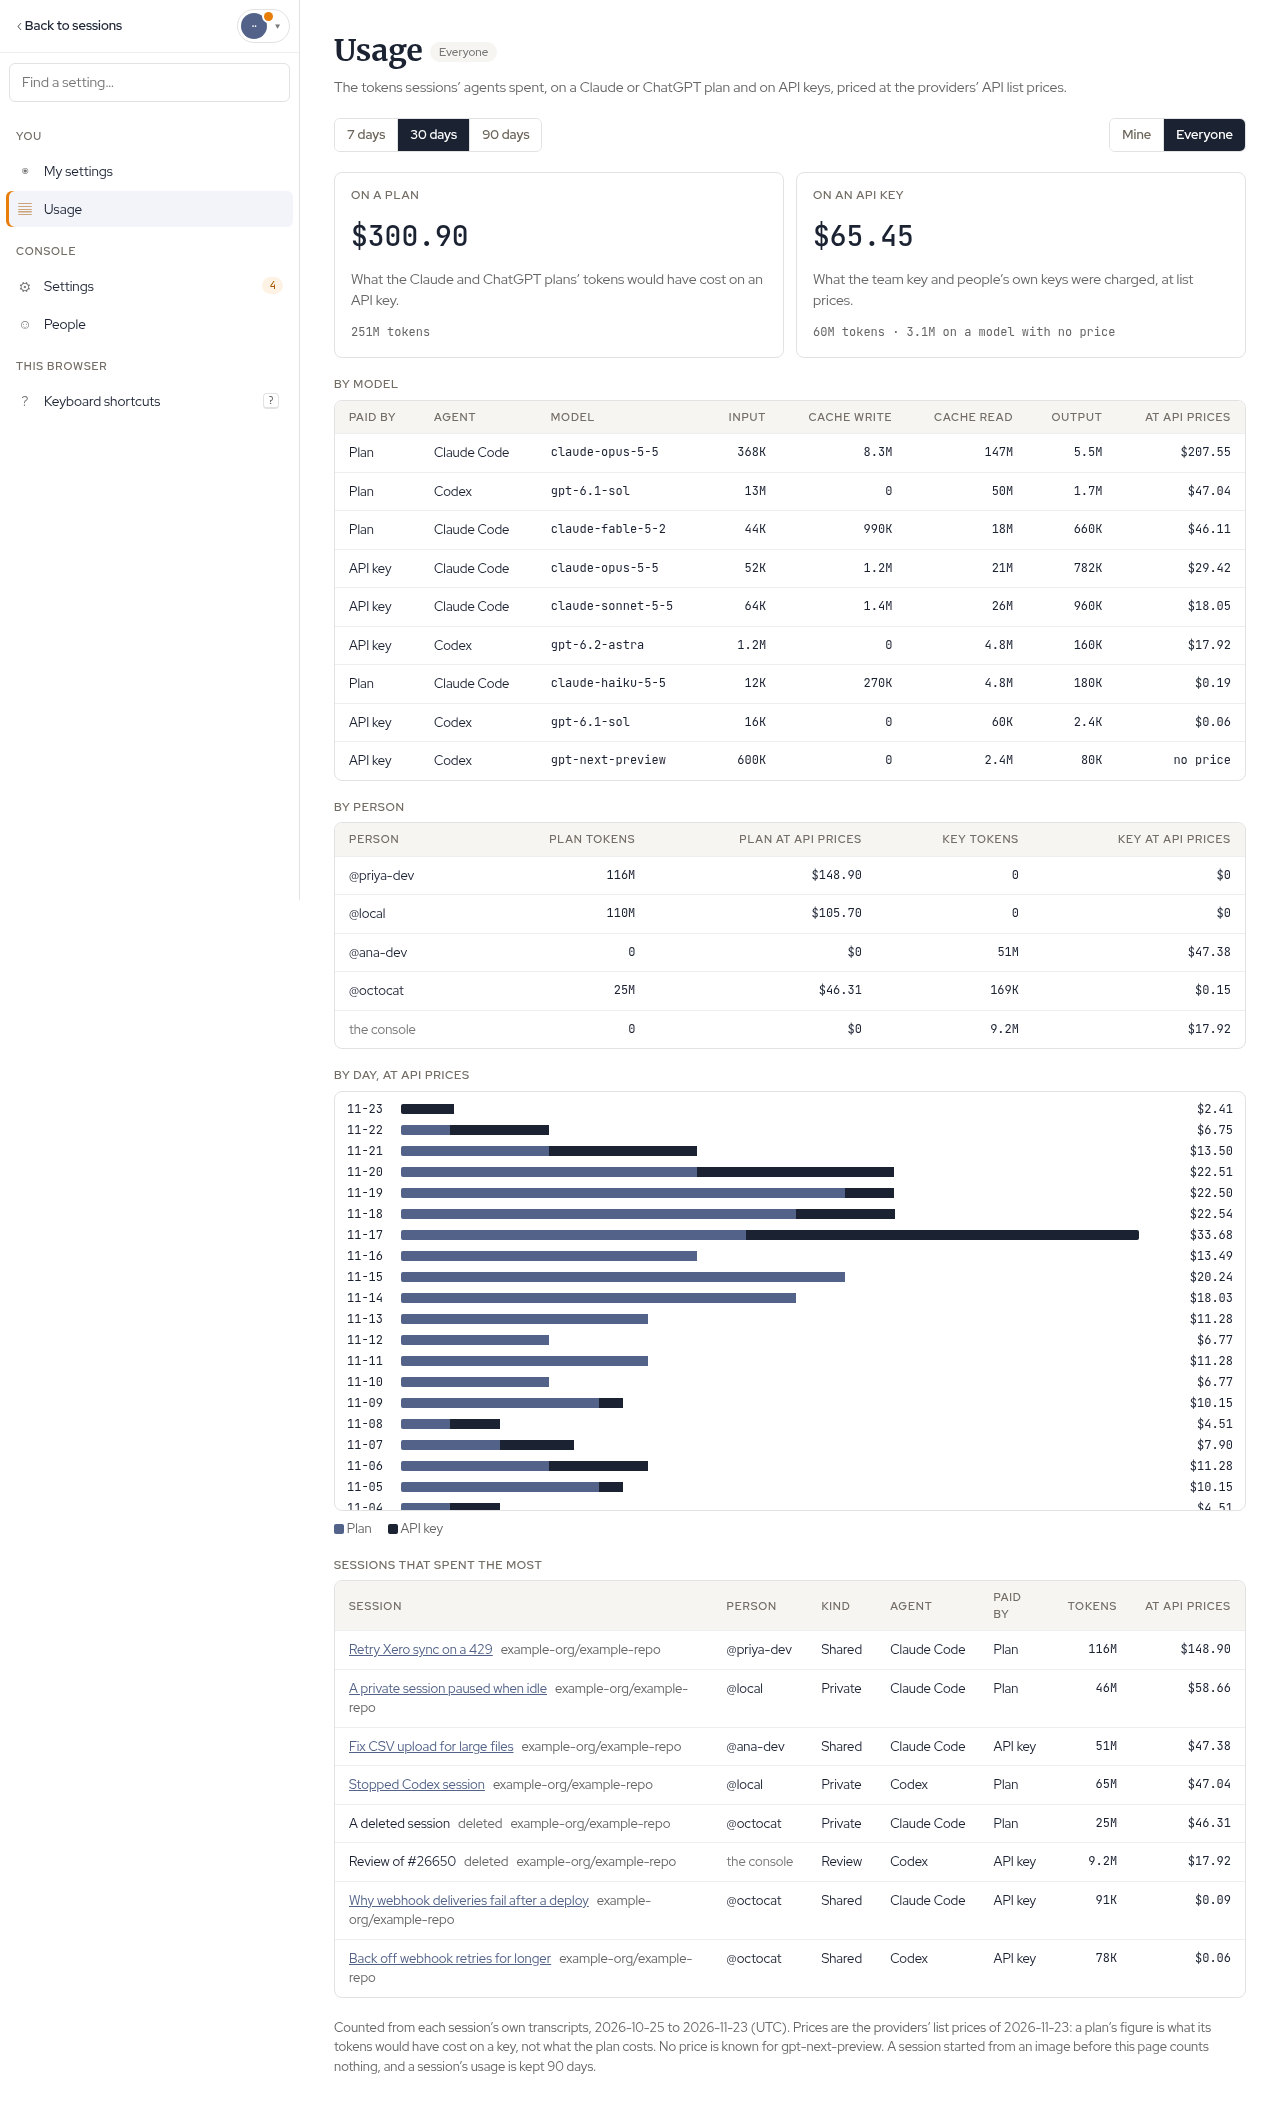 ‹ Back to sessions
Find a setting...
YOU
My settings
Usage
CONSOLE
Settings 4
People
THIS BROWSER
? Keyboard shortcuts ?
Usage Everyone
The tokens sessions’ agents spent, on a Claude or ChatGPT plan and on API keys, priced at the providers’ API list prices.
7 days 30 days 90 days Mine Everyone
ON A PLAN
$300.90
What the Claude and ChatGPT plans’ tokens would have cost on an
API key.
251M tokens
ON AN API KEY
$65.45
What the team key and people’s own keys were charged, at list
prices.
60M tokens · 3.1M on a model with no price
BY MODEL
PAID BY AGENT MODEL INPUT CACHE WRITE CACHE READ OUTPUT AT API PRICES
Plan Claude Code claude-opus-5-5 368K 8.3M 147M 5.5M $207.55
Plan Codex gpt-6.1-sol 13M 0 50M 1.7M $47.04
Plan Claude Code claude-fable-5-2 44K 990K 18M 660K $46.11
API key Claude Code claude-opus-5-5 52K 1.2M 21M 782K $29.42
API key Claude Code claude-sonnet-5-5 64K 1.4M 26M 960K $18.05
API key Codex gpt-6.2-astra 1.2M 0 4.8M 160K $17.92
Plan Claude Code claude-haiku-5-5 12K 270K 4.8M 180K $0.19
API key Codex gpt-6.1-sol 16K 0 60K 2.4K $0.06
API key Codex gpt-next-preview 600K 0 2.4M 80K no price
BY PERSON
PERSON PLAN TOKENS PLAN AT API PRICES KEY TOKENS KEY AT API PRICES
@priya-dev 116M $148.90 0 $0
@local 110M $105.70 0 $0
@ana-dev 0 $0 51M $47.38
@octocat 25M $46.31 169K $0.15
the console 0 $0 9.2M $17.92
BY DAY, AT API PRICES
11-23 $2.41
11-22 $6.75
11-21 $13.50
11-20 $22.51
11-19 $22.50
11-18 $22.54
11-17 $33.68
11-16 $13.49
11-15 $20.24
11-14 $18.03
11-13 $11.28
11-12 $6.77
11-11 $11.28
11-10 $6.77
11-09 $10.15
11-08 $4.51
11-07 $7.90
11-06 $11.28
11-05 $10.15
11-04 $4.51
Plan API key
SESSIONS THAT SPENT THE MOST
SESSION PERSON KIND AGENT PAID BY TOKENS AT API PRICES
Retry Xero sync on a 429 example-org/example-repo @priya-dev Shared Claude Code Plan 116M $148.90
A private session paused when idle example-org/example- @local Private Claude Code Plan 46M $58.66
repo
Fix CSV upload for large files example-org/example-repo @ana-dev Shared Claude Code API key 51M $47.38
Stopped Codex session example-org/example-repo @local Private Codex Plan 65M $47.04
A deleted session deleted example-org/example-repo @octocat Private Claude Code Plan 25M $46.31
Review of #26650 deleted example-org/example-repo the console Review Codex API key 9.2M $17.92
Why webhook deliveries fail after a deploy example- @octocat Shared Claude Code API key 91K $0.09
org/example-repo
Back off webhook retries for longer example-org/example- @octocat Shared Codex API key 78K $0.06
repo
Counted from each session’s own transcripts, 2026-10-25 to 2026-11-23 (UTC). Prices are the providers’ list prices of 2026-11-23: a plan’s figure is what its
tokens would have cost on a key, not what the plan costs. No price is known for gpt-next-preview. A session started from an image before this page counts
nothing, and a session’s usage is kept 90 days.